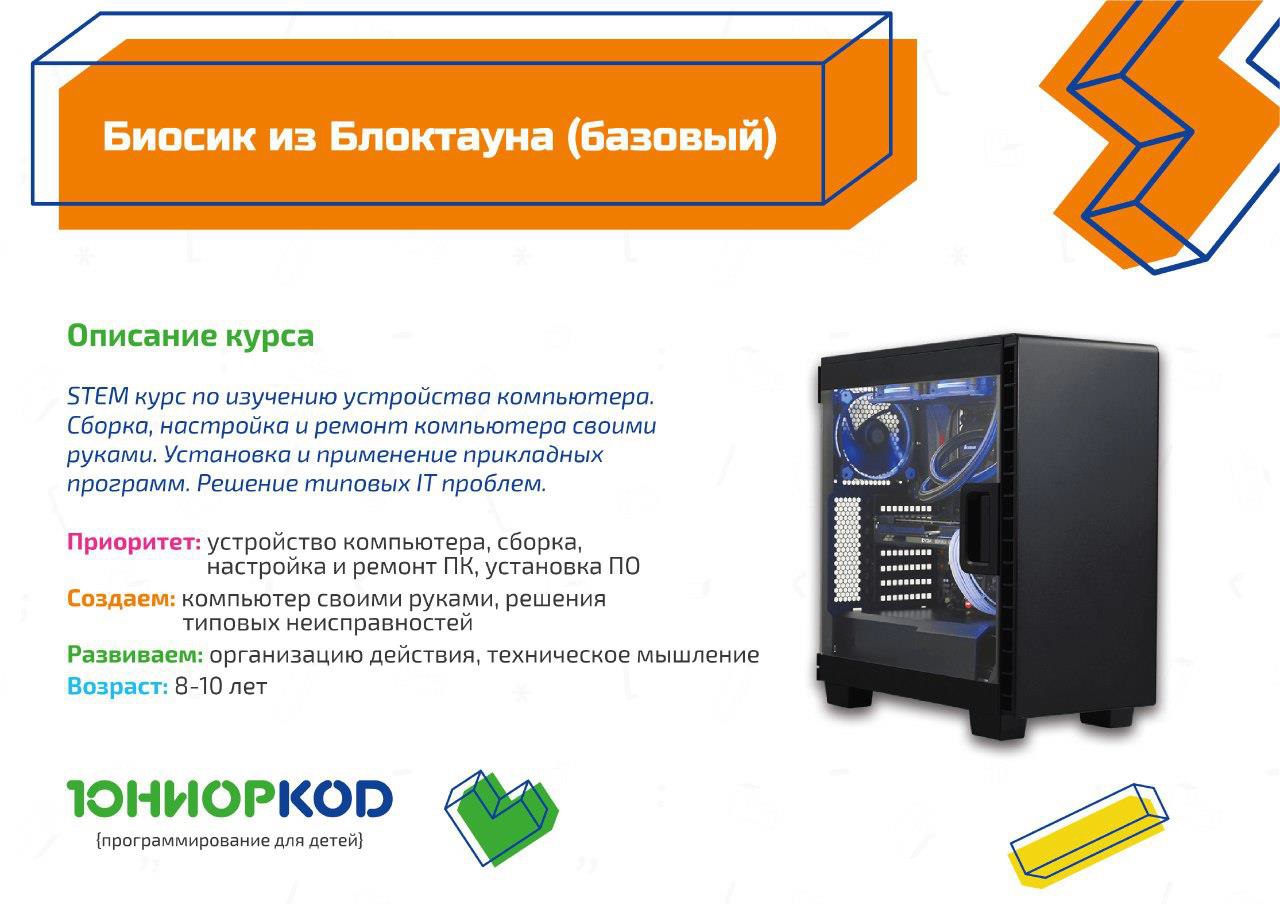 Биосик из Блоктауна (базовый)
Описание курса
STEM курс по изучению устройства компьютера.
Сборка, настройка и ремонт компьютера своими
руками. Установка и применение прикладных
программ. Решение типовых IT проблем.
Приоритет: устройство компьютера, сборка,
настройка и ремонт ПК, установка ПО
Создаем: компьютер своими руками, решения
типовых неисправностей
Развиваем: организацию действия, техническое мышление
Возраст: 8-10 лет
ЮНИОРКОД
{программирование для детей}